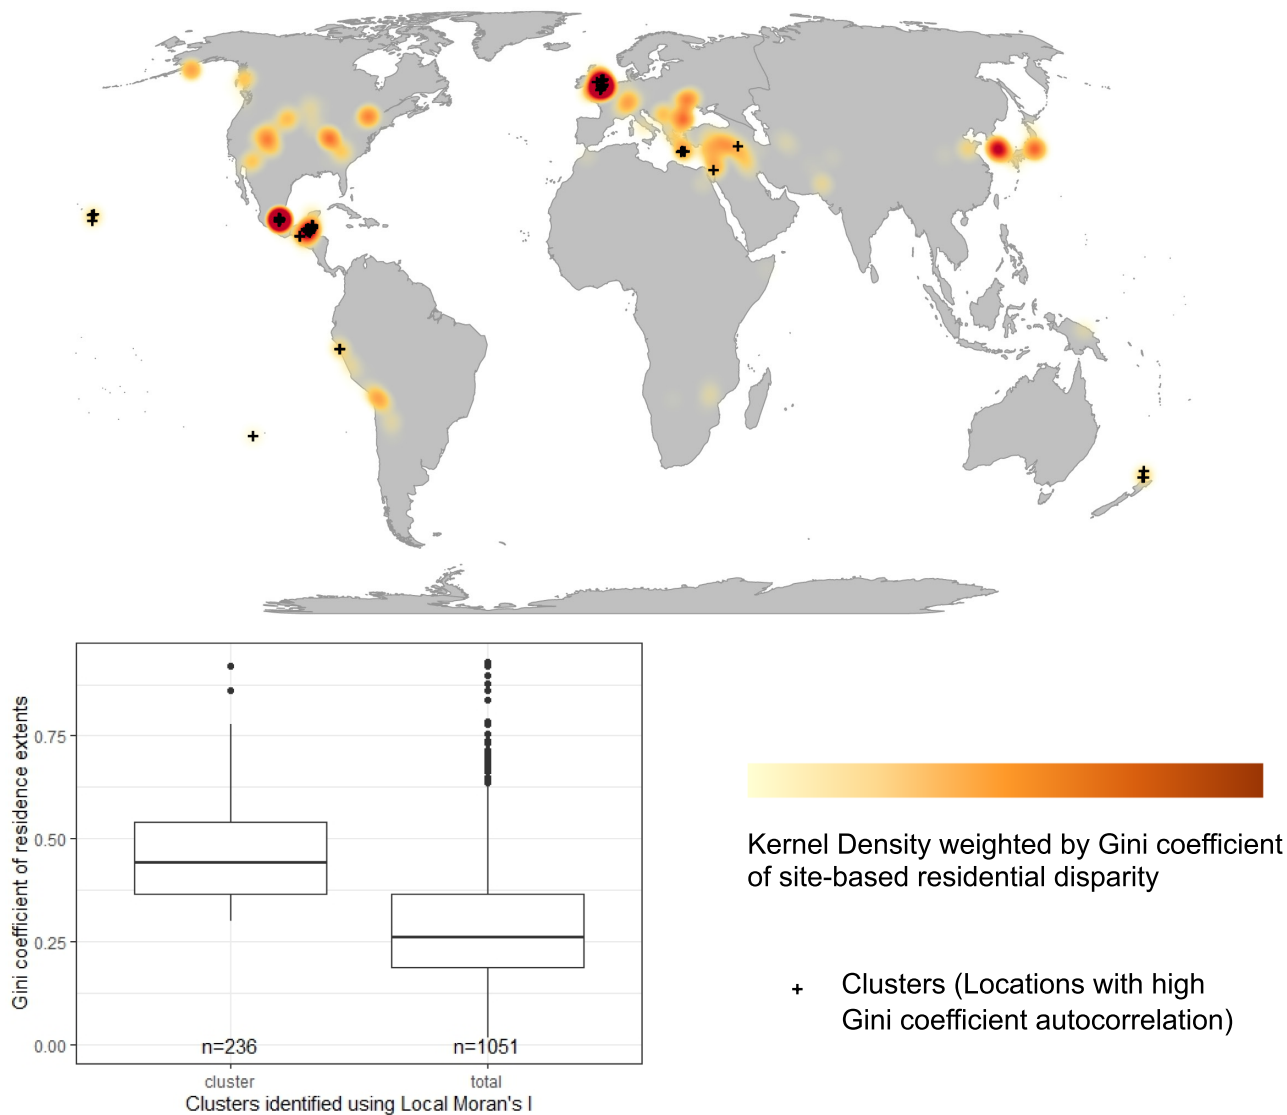 Gini coefficient of residence extents
0.75
0.50
0.25
0.00
n=236
n=1051
cluster
total
Clusters identified using Local Moran's I
Kernel Density weighted by Gini coefficient
of site-based residential disparity
+ Clusters (Locations with high
Gini coefficient autocorrelation)